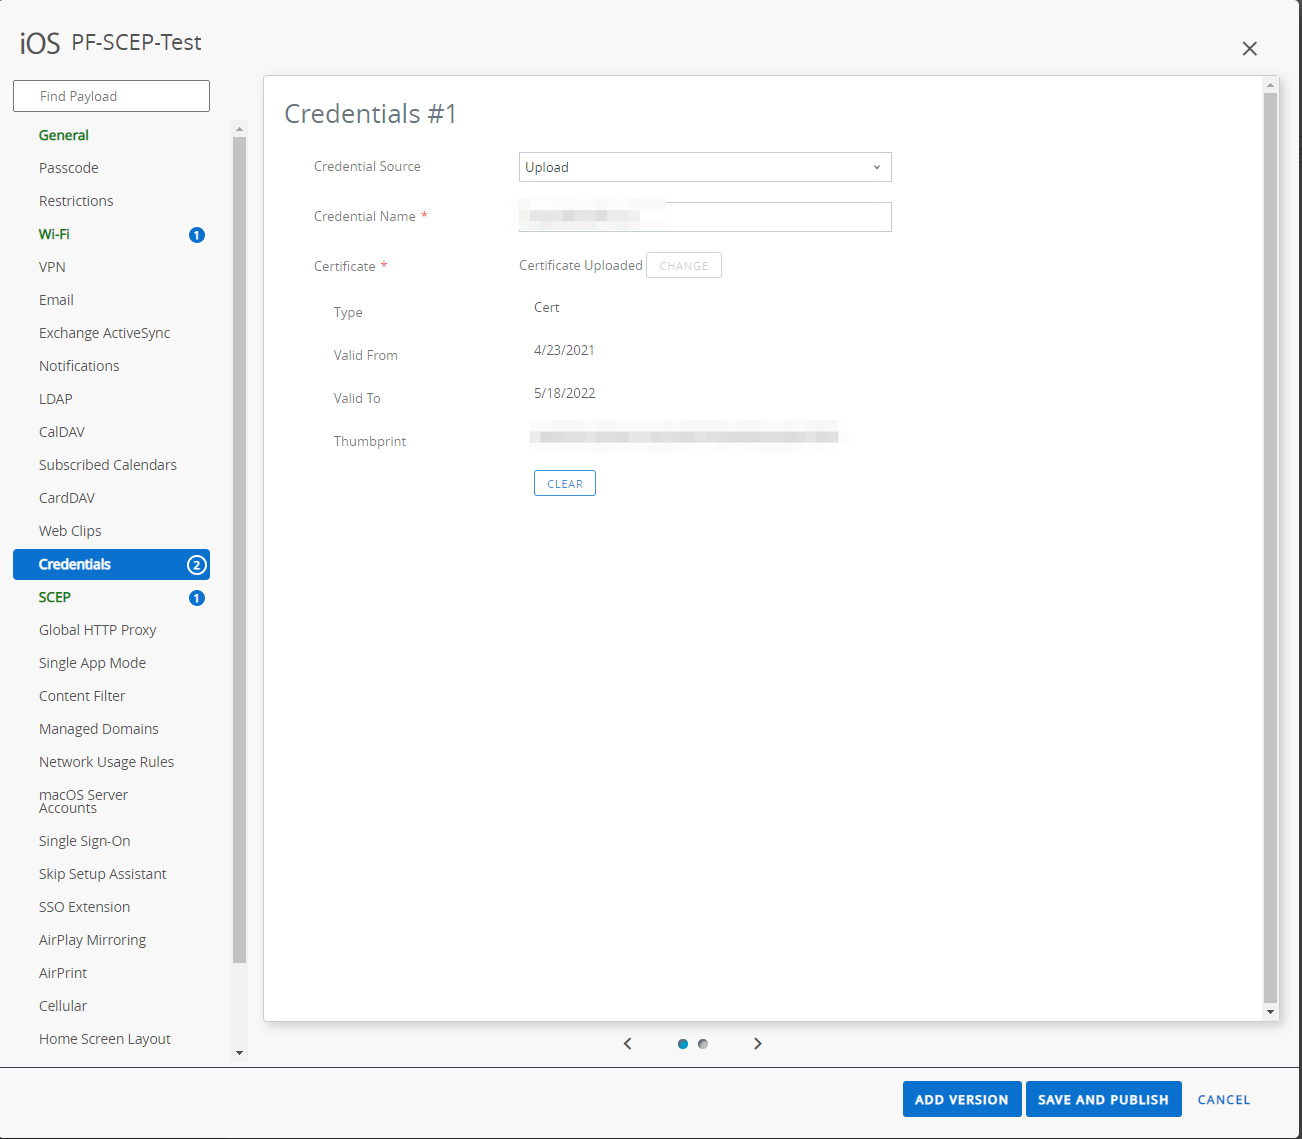 iOS PF-SCEP-Test
Find Payload
General
Passcode
Restrictions
Wi-Fi 1
VPN
Email
Exchange ActiveSync
Notifications
LDAP
CalDAV
Subscribed Calendars
CardDAV
Web Clips
Credentials 2
SCEP 1
Global HTTP Proxy
Single App Mode
Content Filter
Managed Domains
Network Usage Rules
macOS Server
Accounts
Single Sign-On
Skip Setup Assistant
SSO Extension
AirPlay Mirroring
AirPrint
Cellular
Home Screen Layout
Credentials #1
Credential Source Upload
Credential Name *
Certificate * Certificate Uploaded CHANGE
Type Cert
Valid From 4/23/2021
Valid To 5/18/2022
Thumbprint
CLEAR
ADD VERSION SAVE AND PUBLISH CANCEL